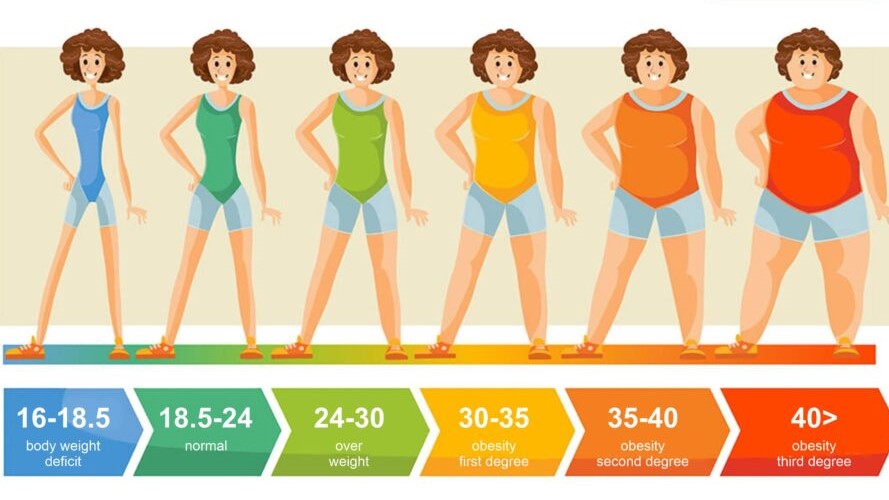 16-18.5
body weight
deficit
18.5-24
normal
24-30
over
weight
30-35
obesity
first degree
35-40
obesity
second degree
40>
obesity
third degree